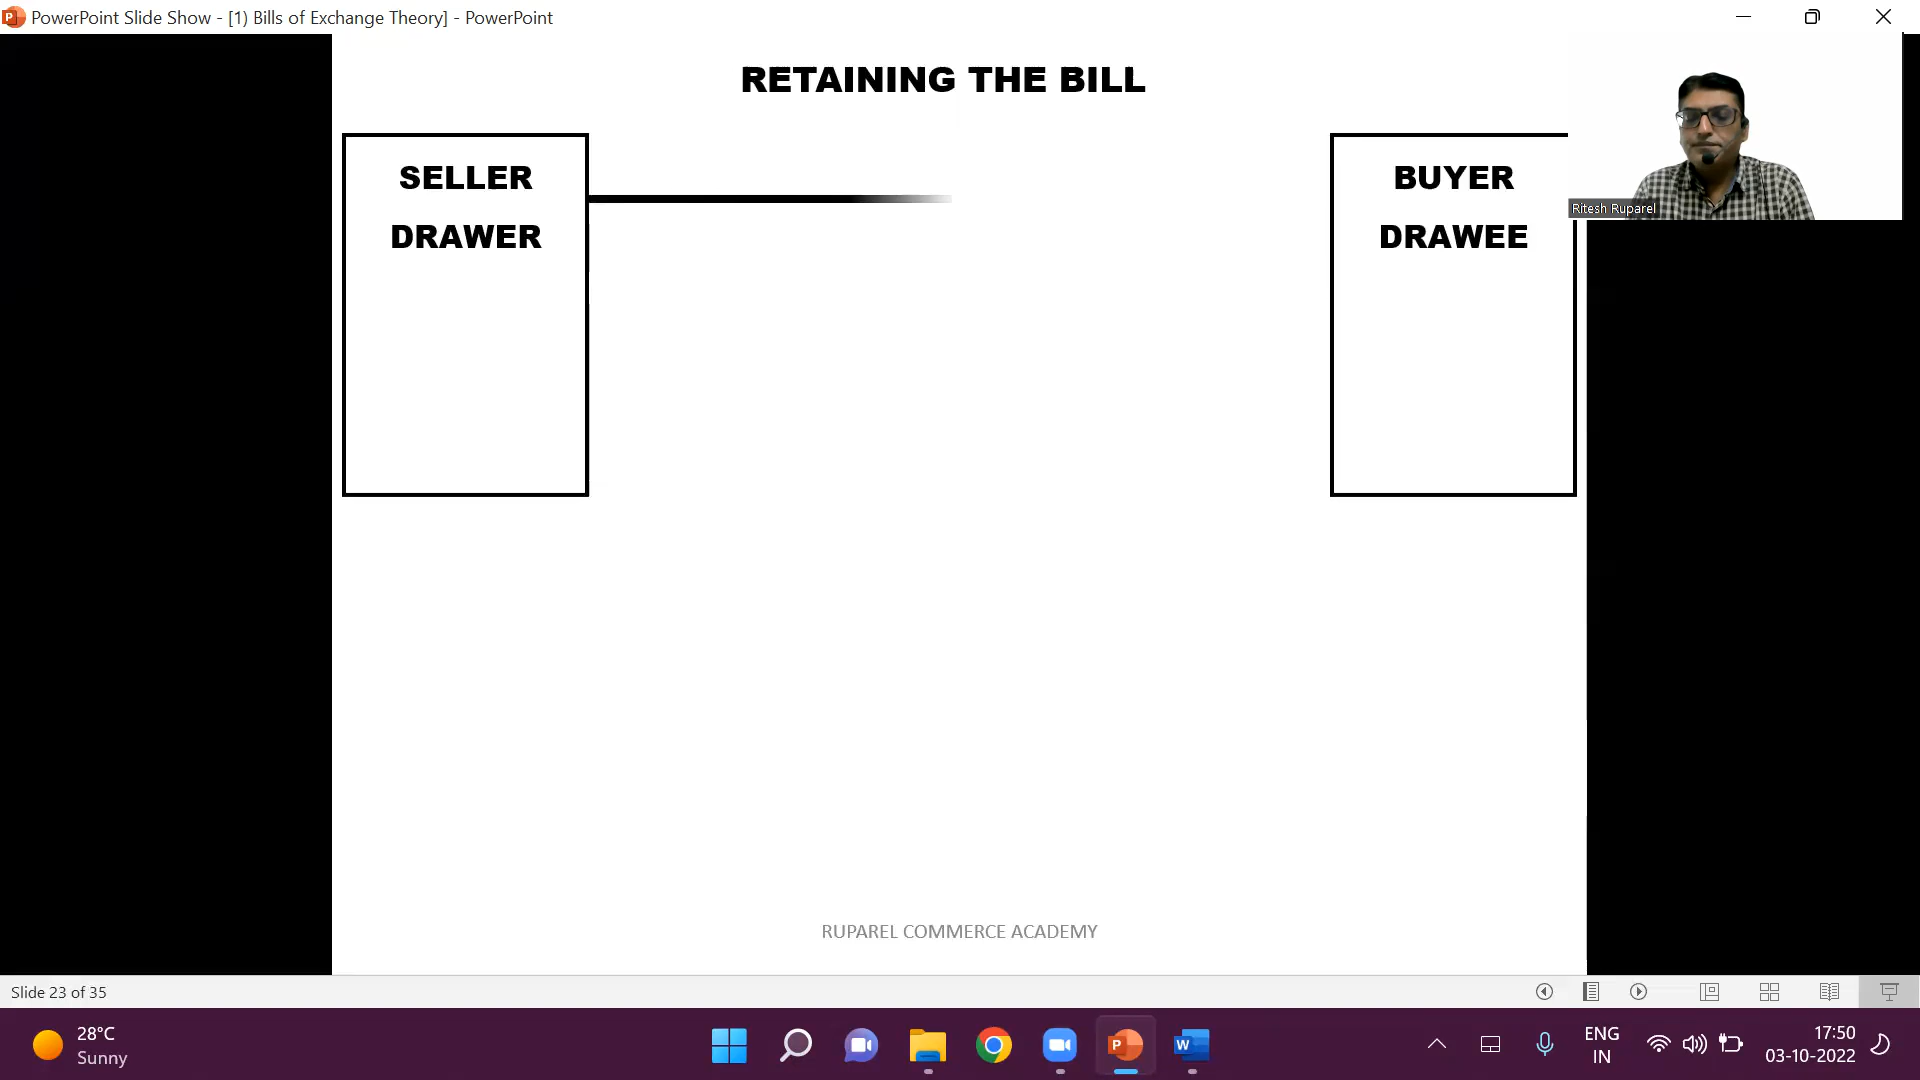 PowerPoint Slide Show - [1) Bills of Exchange Theory] - PowerPoint
RETAINING THE BILL
SELLER
DRAWER
BUYER
DRAWEE
Ritesh Ruparel
RUPAREL COMMERCE ACADEMY
Slide 23 of 35
28°C
Sunny
ENG
IN
17:50
03-10-2022